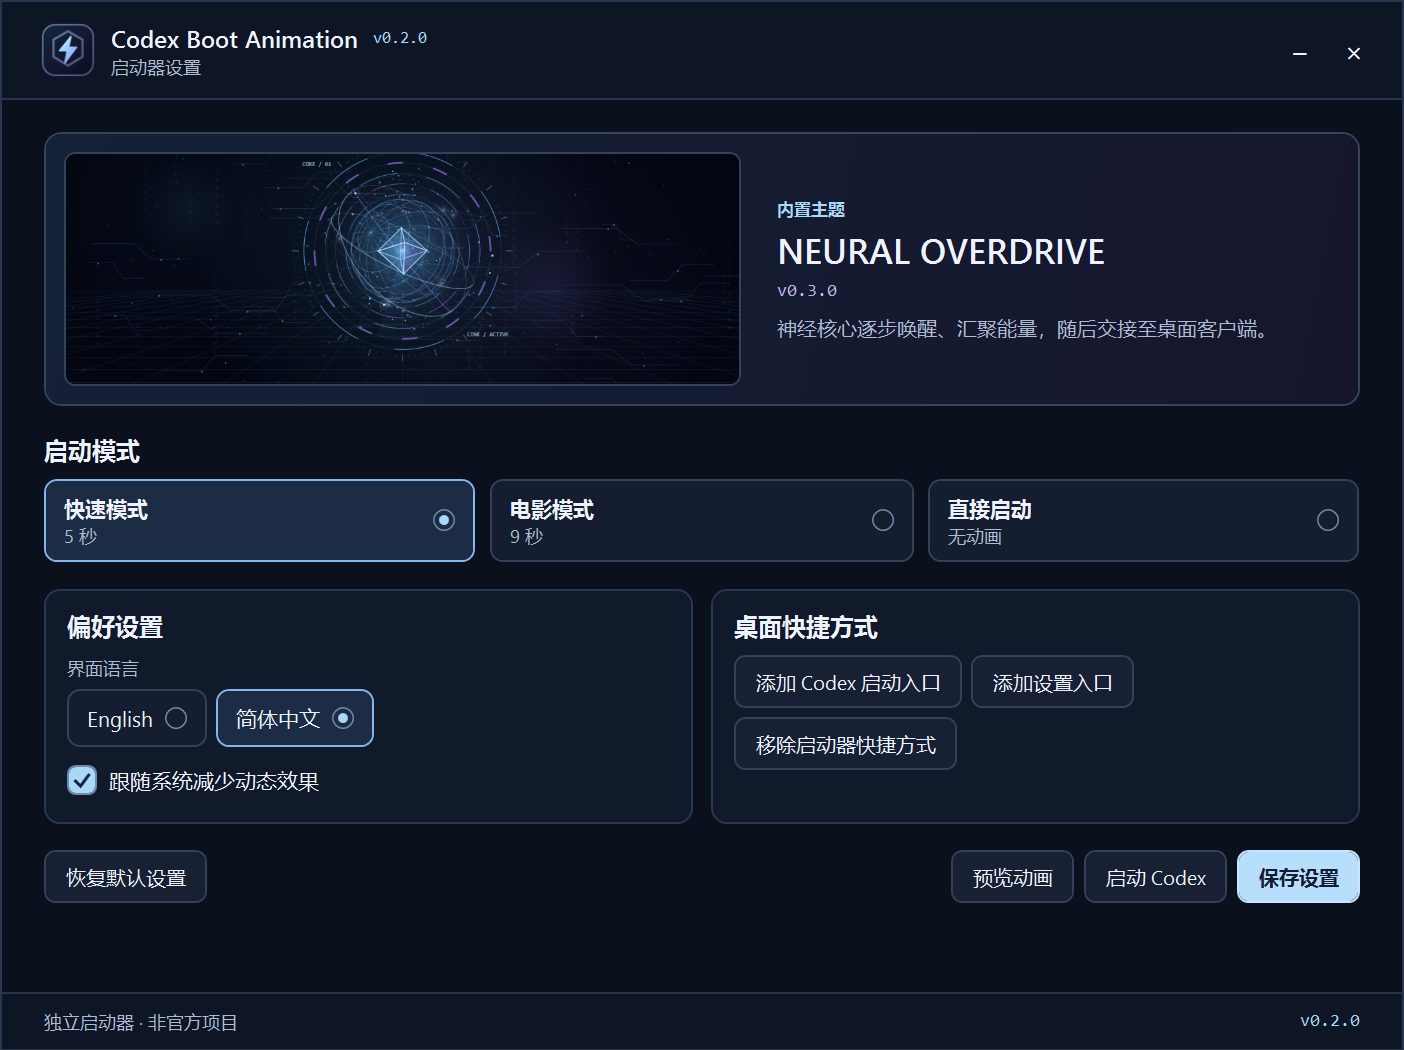 Codex Boot Animation v0.2.0
启动器设置
CORE / 01
LINK / ACTIVE
内置主题
NEURAL OVERDRIVE
v0.3.0
神经核心逐步唤醒、汇聚能量，随后交接至桌面客户端。
启动模式
快速模式
5 秒
电影模式
9 秒
直接启动
无动画
偏好设置
界面语言
English
简体中文
跟随系统减少动态效果
桌面快捷方式
添加 Codex 启动入口
添加设置入口
移除启动器快捷方式
恢复默认设置
预览动画
启动 Codex
保存设置
独立启动器 · 非官方项目
v0.2.0